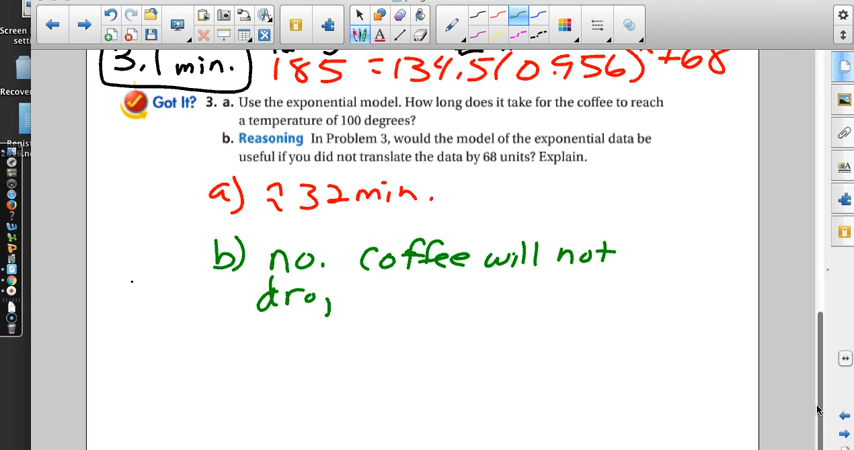 Screen
setti
3.1 min. 185 = 134.5(0.956)ˣ + 68
Recover
Got It? 3. a. Use the exponential model. How long does it take for the coffee to reach
a temperature of 100 degrees?
b. Reasoning In Problem 3, would the model of the exponential data be
useful if you did not translate the data by 68 units? Explain.
a) ≈ 32 min.
b) no. coffee will not
dro,